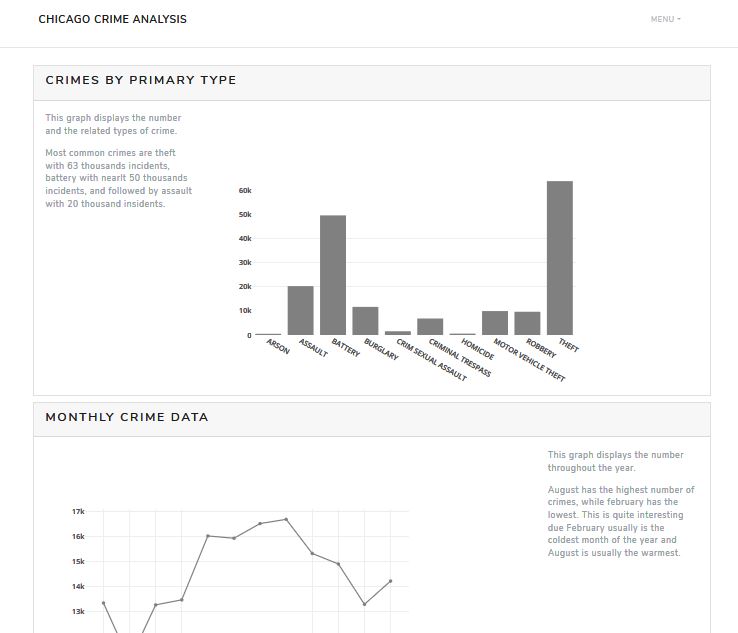 CHICAGO CRIME ANALYSIS
MENU
CRIMES BY PRIMARY TYPE
This graph displays the number
and the related types of crime.
Most common crimes are theft
with 63 thousands incidents,
battery with nearlt 50 thousands
incidents, and followed by assault
with 20 thousand insidents.
60k
50k
40k
30k
20k
10k
0
ARSON
ASSAULT
BATTERY
BURGLARY
CRIM SEXUAL ASSAULT
CRIMINAL TRESPASS
HOMICIDE
MOTOR VEHICLE THEFT
ROBBERY
THEFT
MONTHLY CRIME DATA
This graph displays the number
throughout the year.
August has the highest number of
crimes, while february has the
lowest. This is quite interesting
due February usually is the
coldest month of the year and
August is usually the warmest.
17k
16k
15k
14k
13k